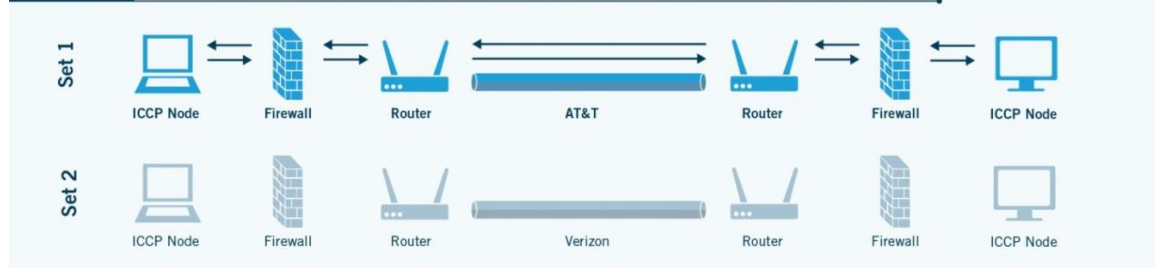 Set 1
ICCP Node Firewall Router AT&T Router Firewall ICCP Node
Set 2
ICCP Node Firewall Router Verizon Router Firewall ICCP Node